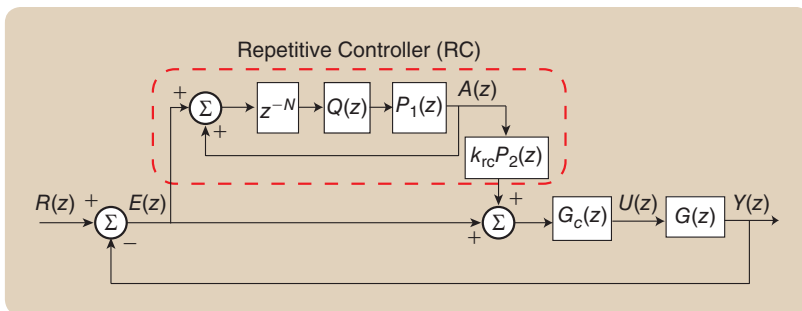 Repetitive Controller (RC)
+ Σ + z⁻ᴺ Q(z) P₁(z) A(z)
k_rc P₂(z)
R(z) + Σ − E(z) + + Σ G_c(z) U(z) G(z) Y(z)